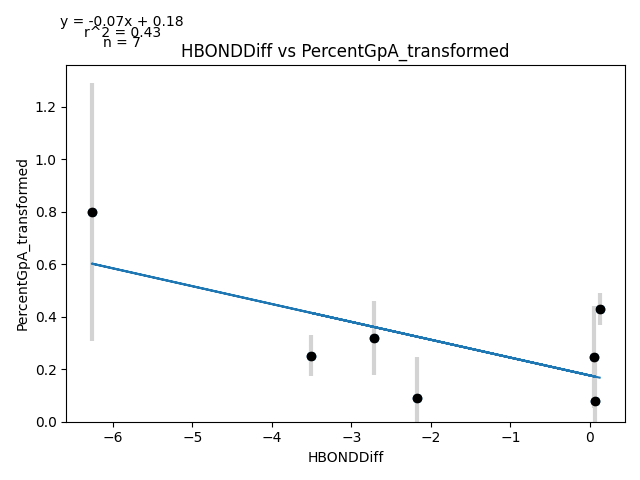 y = -0.07x + 0.18
r^2 = 0.43
n = 7
HBONDDiff vs PercentGpA_transformed
PercentGpA_transformed
1.2
1.0
0.8
0.6
0.4
0.2
0.0
−6
−5
−4
−3
−2
−1
0
HBONDDiff